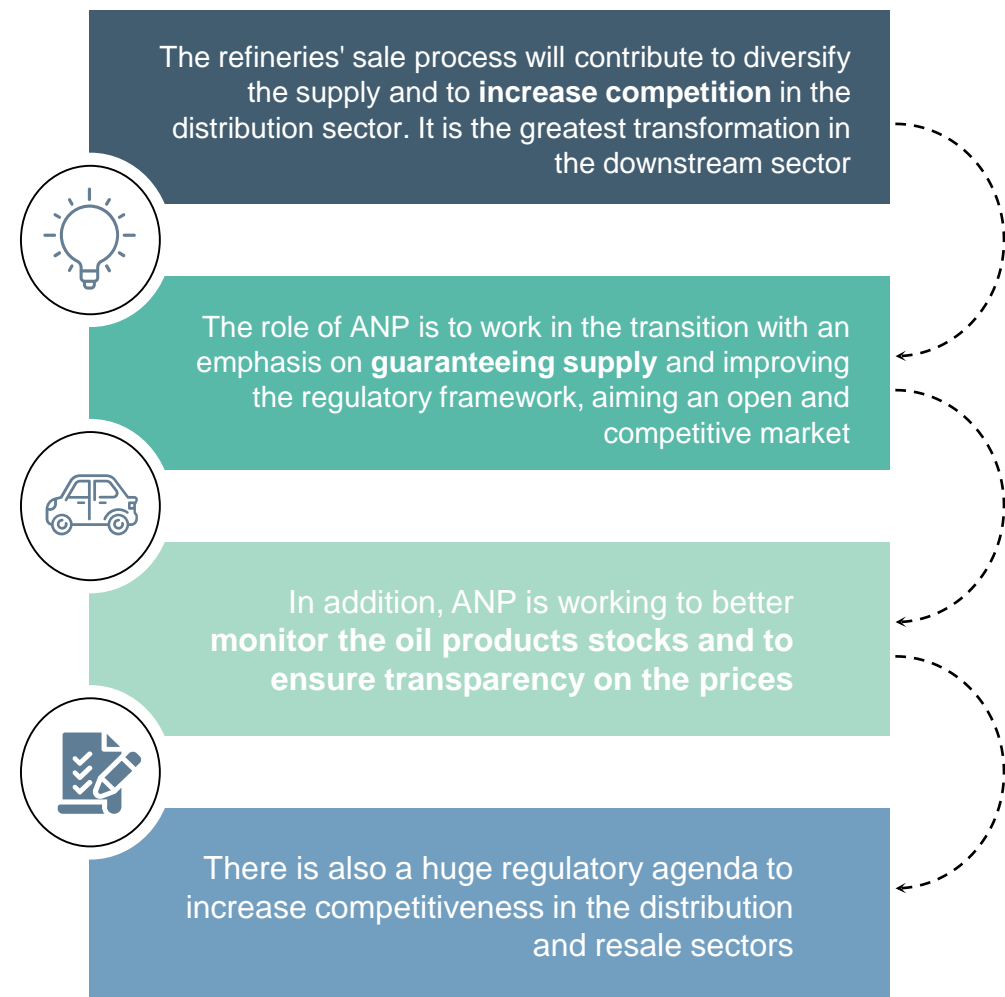 The refineries' sale process will contribute to diversify
the supply and to increase competition in the
distribution sector. It is the greatest transformation in
the downstream sector
The role of ANP is to work in the transition with an
emphasis on guaranteeing supply and improving
the regulatory framework, aiming an open and
competitive market
In addition, ANP is working to better
monitor the oil products stocks and to
ensure transparency on the prices
There is also a huge regulatory agenda to
increase competitiveness in the distribution
and resale sectors